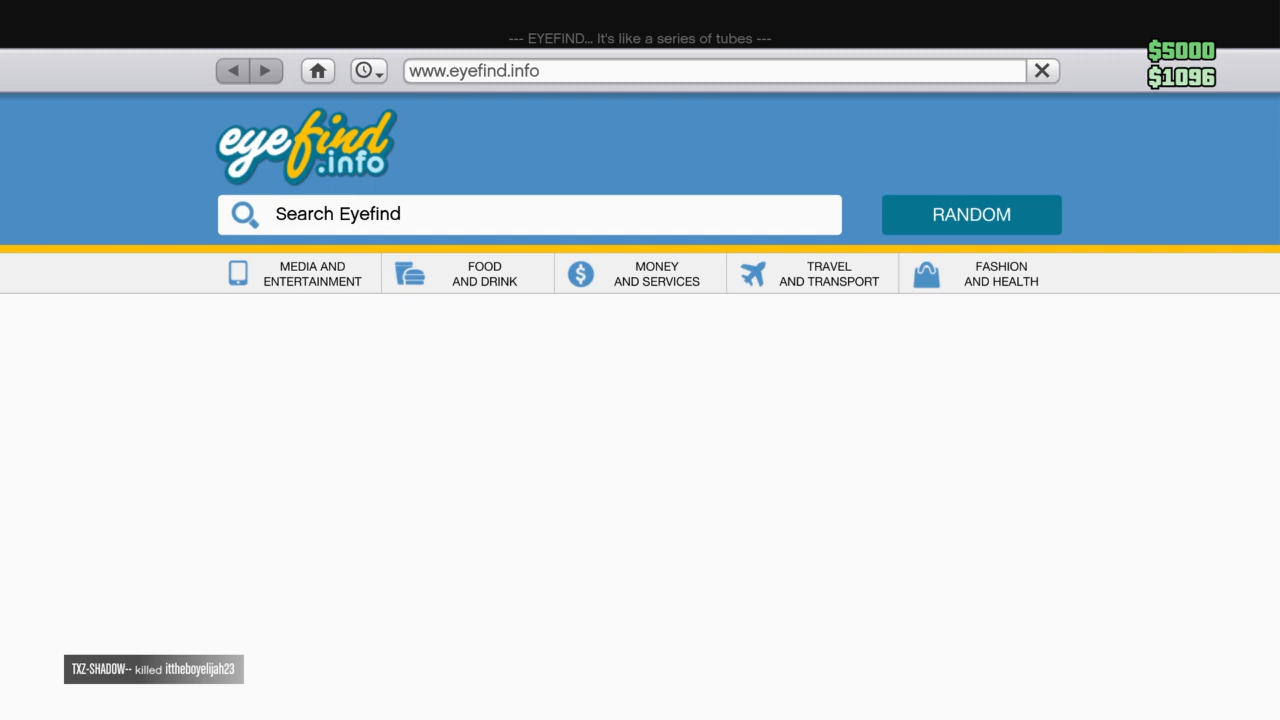 --- EYEFIND... It's like a series of tubes ---
$5000
www.eyefind.info
$1096
eyefind
.info
Search Eyefind
RANDOM
MEDIA AND
ENTERTAINMENT
FOOD
AND DRINK
MONEY
AND SERVICES
TRAVEL
AND TRANSPORT
FASHION
AND HEALTH
TXZ-SHADOW-- killed ittheboyelijah23